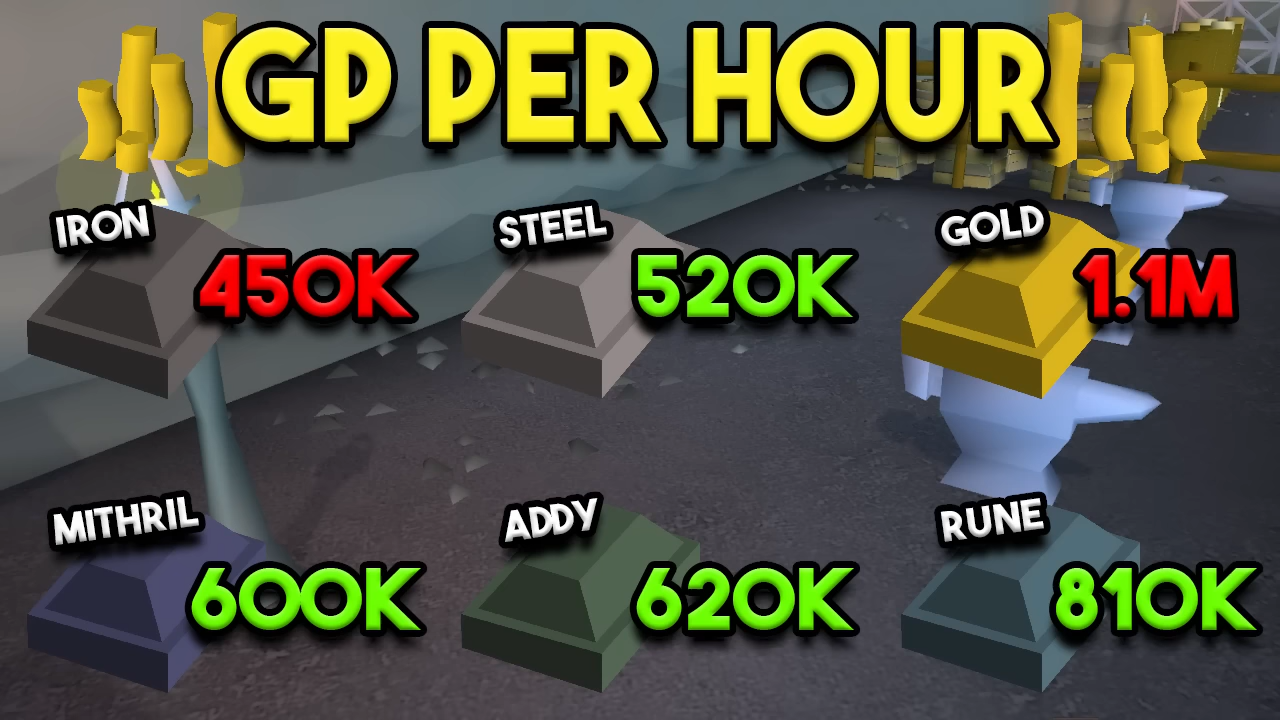 GP PER HOUR
IRON
450K
STEEL
520K
GOLD
1.1M
MITHRIL
600K
ADDY
620K
RUNE
810K